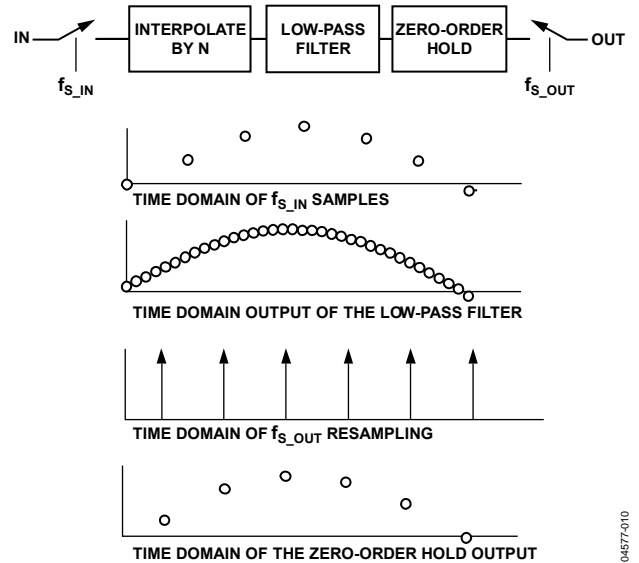 IN
INTERPOLATE
BY N
LOW-PASS
FILTER
ZERO-ORDER
HOLD
OUT
fS_IN
fS_OUT
TIME DOMAIN OF fS_IN SAMPLES
TIME DOMAIN OUTPUT OF THE LOW-PASS FILTER
TIME DOMAIN OF fS_OUT RESAMPLING
TIME DOMAIN OF THE ZERO-ORDER HOLD OUTPUT
04577-010